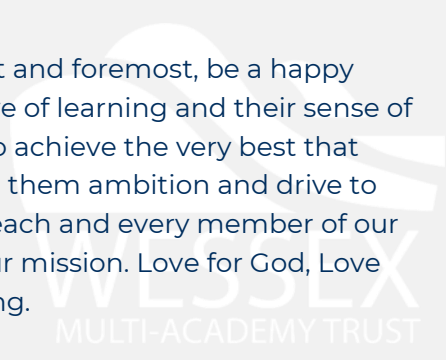 t and foremost, be a happy
e of learning and their sense of
o achieve the very best that
them ambition and drive to
each and every member of our
r mission. Love for God, Love
ng.
WESSEX
MULTI-ACADEMY TRUST